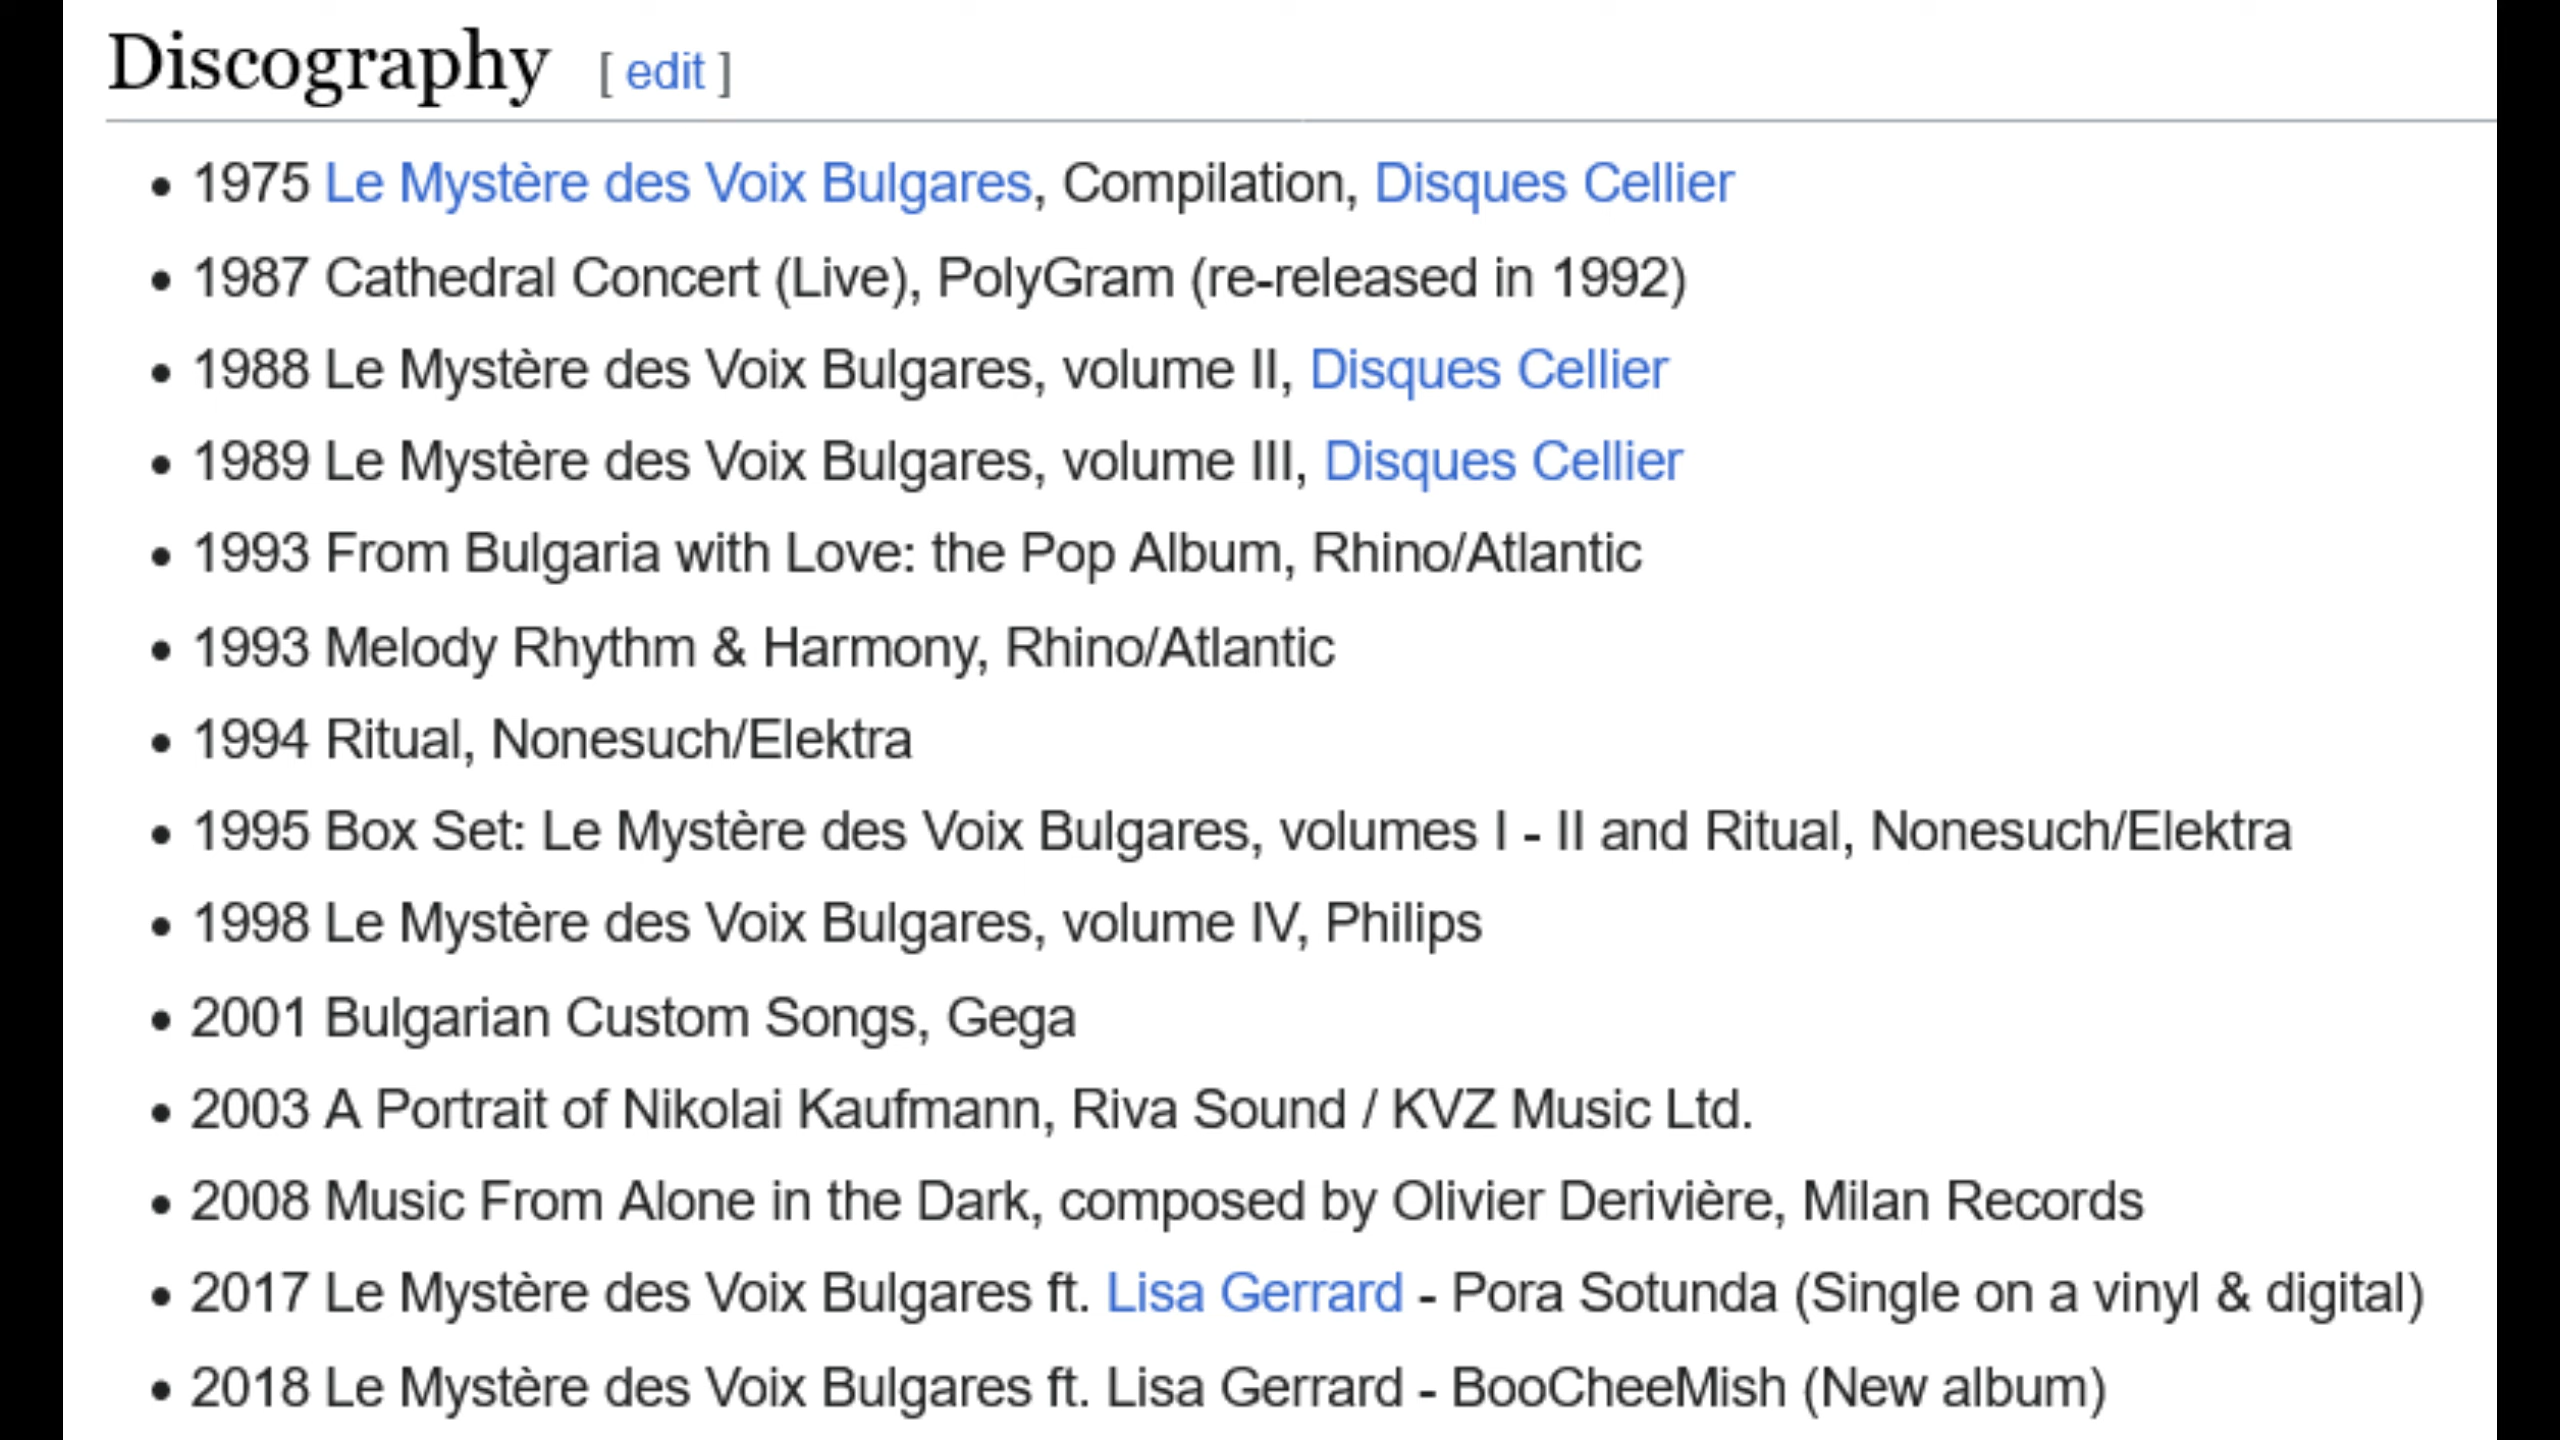 Discography [ edit ]
• 1975 Le Mystère des Voix Bulgares, Compilation, Disques Cellier
• 1987 Cathedral Concert (Live), PolyGram (re-released in 1992)
• 1988 Le Mystère des Voix Bulgares, volume II, Disques Cellier
• 1989 Le Mystère des Voix Bulgares, volume III, Disques Cellier
• 1993 From Bulgaria with Love: the Pop Album, Rhino/Atlantic
• 1993 Melody Rhythm & Harmony, Rhino/Atlantic
• 1994 Ritual, Nonesuch/Elektra
• 1995 Box Set: Le Mystère des Voix Bulgares, volumes I - II and Ritual, Nonesuch/Elektra
• 1998 Le Mystère des Voix Bulgares, volume IV, Philips
• 2001 Bulgarian Custom Songs, Gega
• 2003 A Portrait of Nikolai Kaufmann, Riva Sound / KVZ Music Ltd.
• 2008 Music From Alone in the Dark, composed by Olivier Derivière, Milan Records
• 2017 Le Mystère des Voix Bulgares ft. Lisa Gerrard - Pora Sotunda (Single on a vinyl & digital)
• 2018 Le Mystère des Voix Bulgares ft. Lisa Gerrard - BooCheeMish (New album)